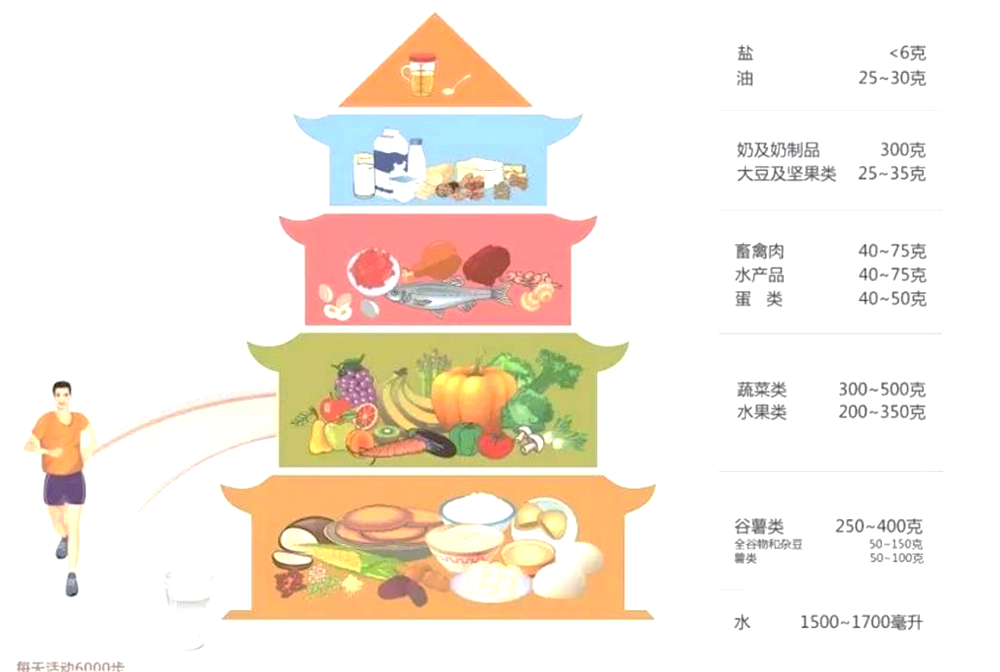 盐 <6克
油 25~30克
奶及奶制品 300克
大豆及坚果类 25~35克
畜禽肉 40~75克
水产品 40~75克
蛋 类 40~50克
蔬菜类 300~500克
水果类 200~350克
谷薯类 250~400克
全谷物和杂豆 50~150克
薯类 50~100克
水 1500~1700毫升
每天活动6000步